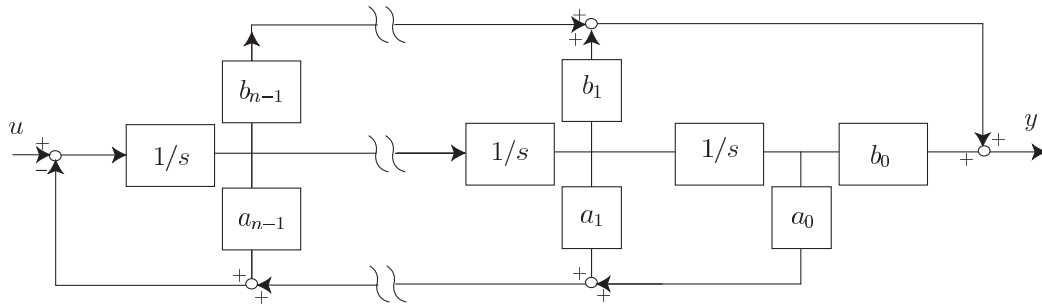 b_{n-1}
b_1
u
+
−
1/s
1/s
1/s
b_0
y
+
+
+
+
a_{n-1}
a_1
a_0
+
+
+
+